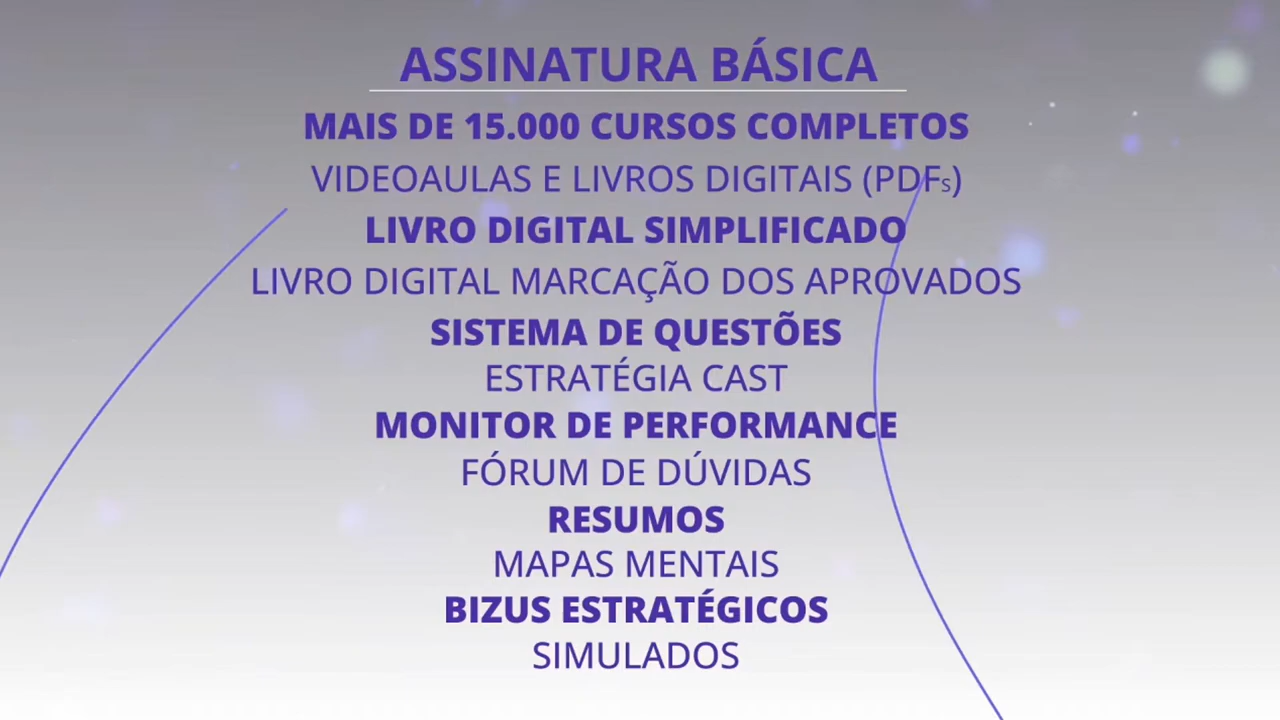 ASSINATURA BÁSICA
MAIS DE 15.000 CURSOS COMPLETOS
VIDEOAULAS E LIVROS DIGITAIS (PDFs)
LIVRO DIGITAL SIMPLIFICADO
LIVRO DIGITAL MARCAÇÃO DOS APROVADOS
SISTEMA DE QUESTÕES
ESTRATÉGIA CAST
MONITOR DE PERFORMANCE
FÓRUM DE DÚVIDAS
RESUMOS
MAPAS MENTAIS
BIZUS ESTRATÉGICOS
SIMULADOS